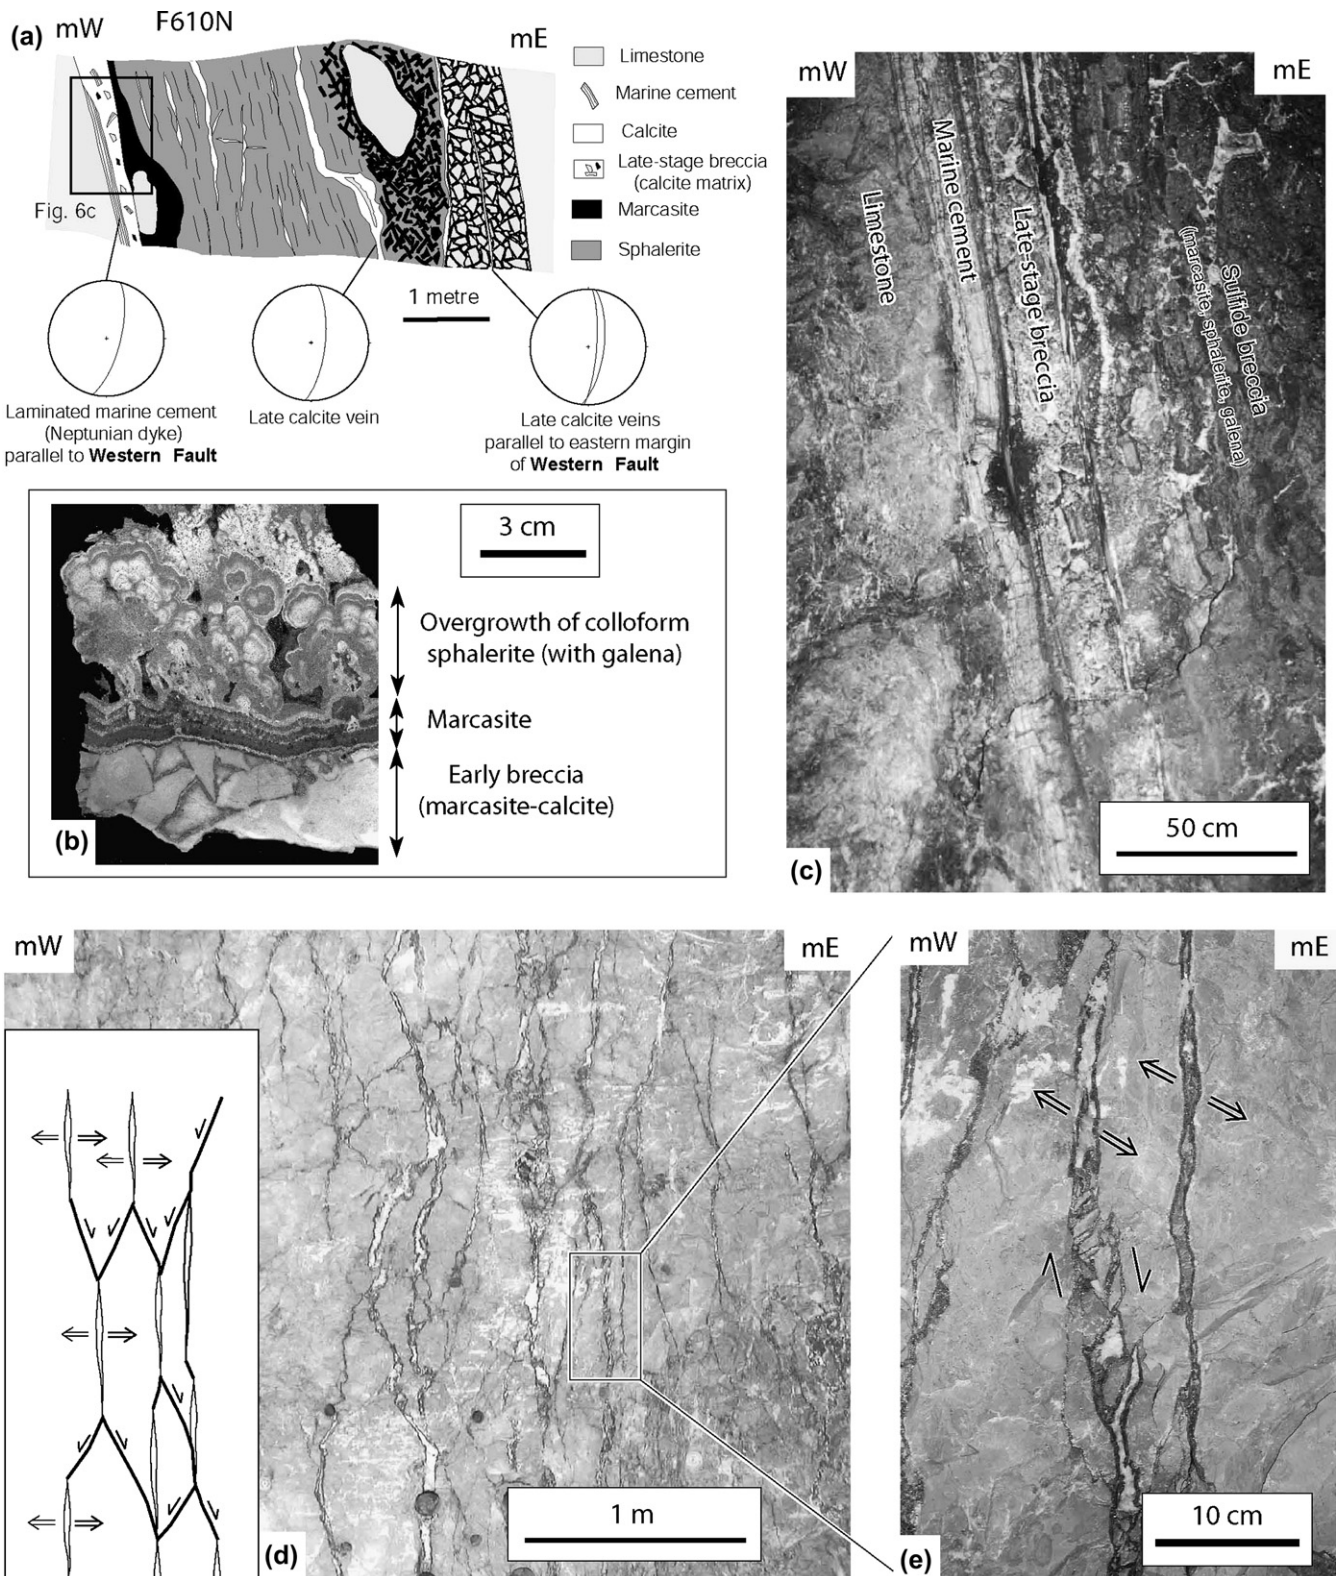 (a)
mW
F610N
mE
Fig. 6c
Limestone
Marine cement
Calcite
Late-stage breccia
(calcite matrix)
Marcasite
Sphalerite
1 metre
Laminated marine cement
(Neptunian dyke)
parallel to Western Fault
Late calcite vein
Late calcite veins
parallel to eastern margin
of Western Fault
(b)
3 cm
Overgrowth of colloform
sphalerite (with galena)
Marcasite
Early breccia
(marcasite-calcite)
mW
mE
Limestone
Marine cement
Late-stage breccia
Sulfide breccia
(marcasite, sphalerite, galena)
50 cm
(c)
mW
mE
1 m
(d)
mW
mE
10 cm
(e)